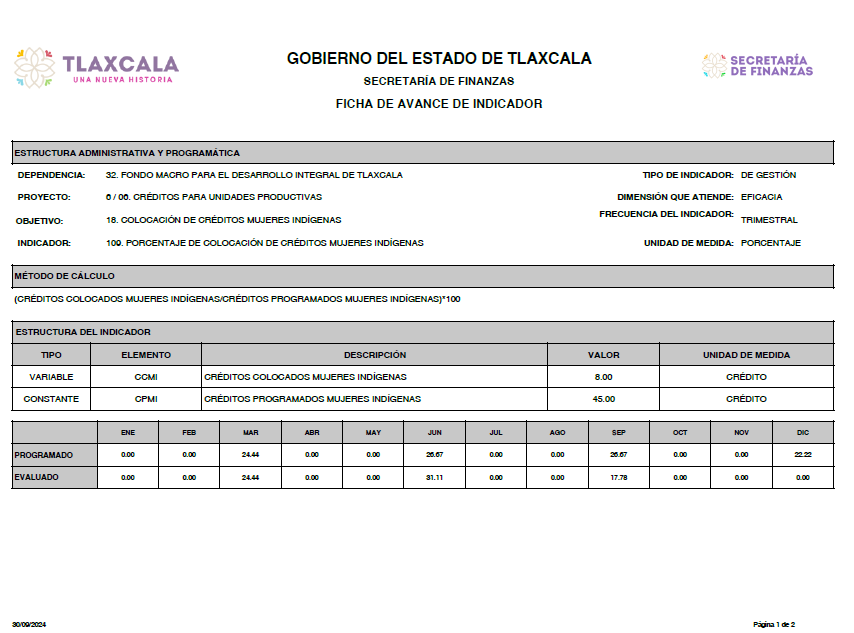 TLAXCALA
UNA NUEVA HISTORIA
GOBIERNO DEL ESTADO DE TLAXCALA
SECRETARÍA DE FINANZAS
FICHA DE AVANCE DE INDICADOR
SECRETARÍA
DE FINANZAS
ESTRUCTURA ADMINISTRATIVA Y PROGRAMÁTICA
DEPENDENCIA: 32. FONDO MACRO PARA EL DESARROLLO INTEGRAL DE TLAXCALA TIPO DE INDICADOR: DE GESTIÓN
PROYECTO: 6 / 06. CRÉDITOS PARA UNIDADES PRODUCTIVAS DIMENSIÓN QUE ATIENDE: EFICACIA
OBJETIVO: 18. COLOCACIÓN DE CRÉDITOS MUJERES INDÍGENAS FRECUENCIA DEL INDICADOR: TRIMESTRAL
INDICADOR: 109. PORCENTAJE DE COLOCACIÓN DE CRÉDITOS MUJERES INDÍGENAS UNIDAD DE MEDIDA: PORCENTAJE
MÉTODO DE CÁLCULO
(CRÉDITOS COLOCADOS MUJERES INDÍGENAS/CRÉDITOS PROGRAMADOS MUJERES INDÍGENAS)*100
ESTRUCTURA DEL INDICADOR
TIPO ELEMENTO DESCRIPCIÓN VALOR UNIDAD DE MEDIDA
VARIABLE CCMI CRÉDITOS COLOCADOS MUJERES INDÍGENAS 8.00 CRÉDITO
CONSTANTE CPMI CRÉDITOS PROGRAMADOS MUJERES INDÍGENAS 45.00 CRÉDITO
ENE FEB MAR ABR MAY JUN JUL AGO SEP OCT NOV DIC
PROGRAMADO 0.00 0.00 24.44 0.00 0.00 26.67 0.00 0.00 26.67 0.00 0.00 22.22
EVALUADO 0.00 0.00 24.44 0.00 0.00 31.11 0.00 0.00 17.78 0.00 0.00 0.00
30/09/2024 Página 1 de 2